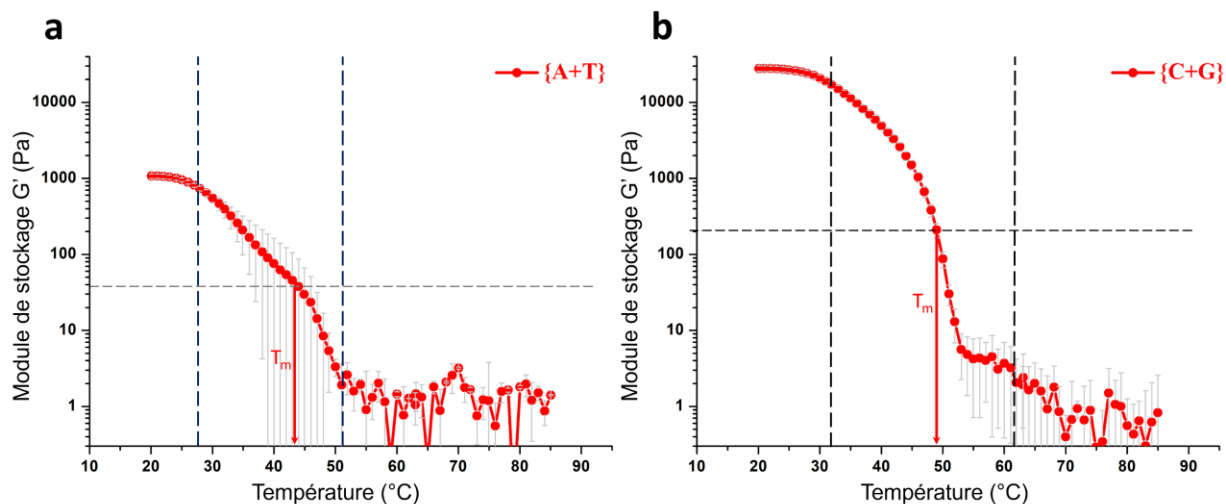 a
{A+T}
Module de stockage G' (Pa)
10000
1000
100
10
1
Tm
10 20 30 40 50 60 70 80 90
Température (°C)
b
{C+G}
Module de stockage G' (Pa)
10000
1000
100
10
1
Tm
10 20 30 40 50 60 70 80 90
Température (°C)